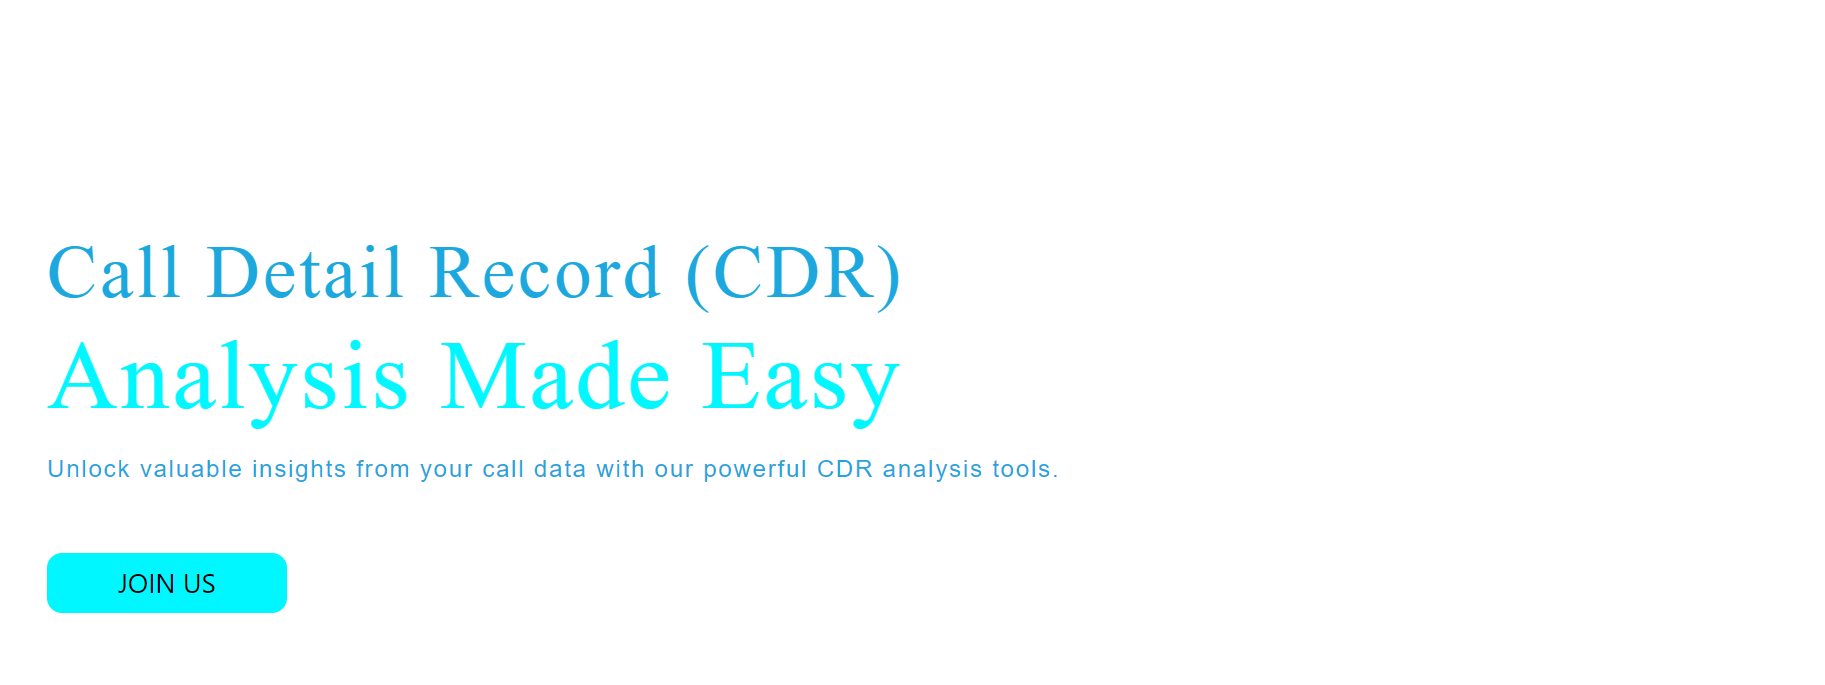 Call Detail Record (CDR)
Analysis Made Easy
Unlock valuable insights from your call data with our powerful CDR analysis tools.
JOIN US